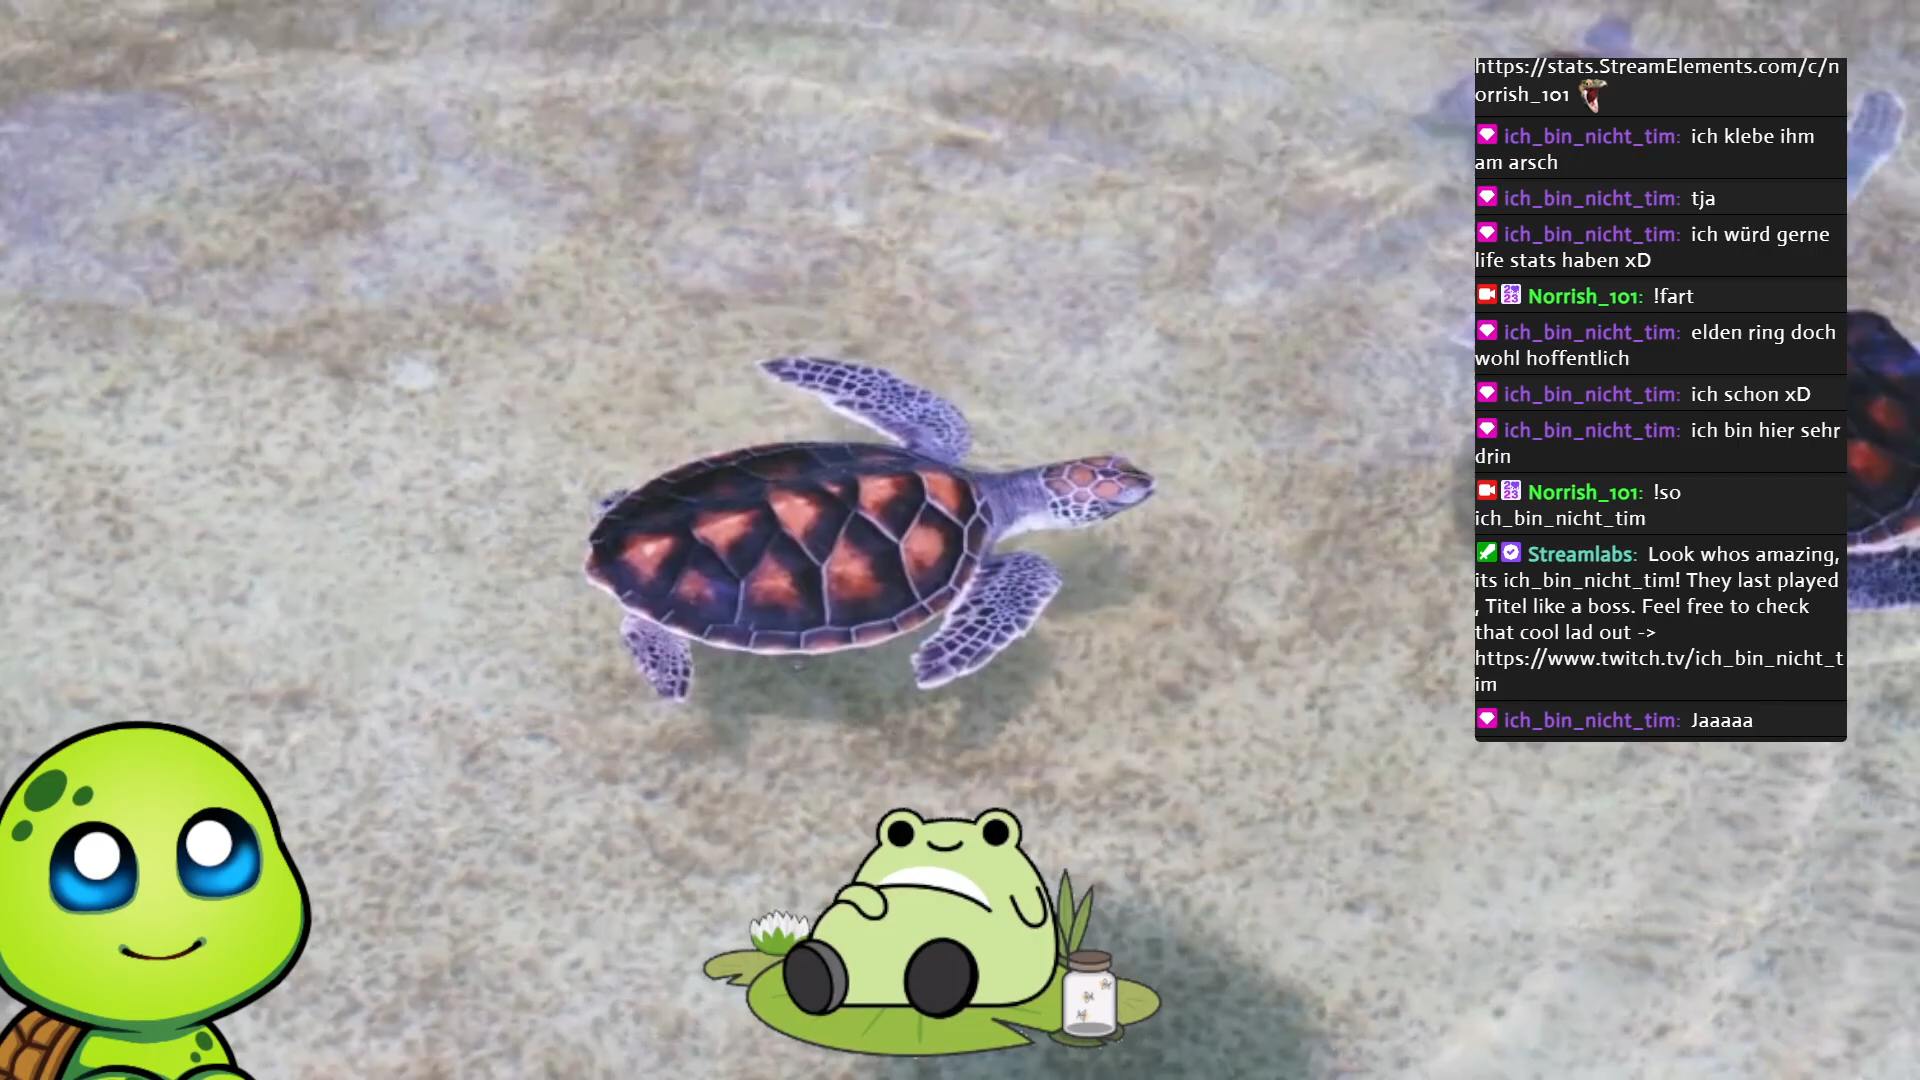 https://stats.StreamElements.com/c/n
orrish_101
ich_bin_nicht_tim: ich klebe ihm
am arsch
ich_bin_nicht_tim: tja
ich_bin_nicht_tim: ich würd gerne
life stats haben xD
Norrish_101: !fart
ich_bin_nicht_tim: elden ring doch
wohl hoffentlich
ich_bin_nicht_tim: ich schon xD
ich_bin_nicht_tim: ich bin hier sehr
drin
Norrish_101: !so
ich_bin_nicht_tim
Streamlabs: Look whos amazing,
its ich_bin_nicht_tim! They last played
, Titel like a boss. Feel free to check
that cool lad out ->
https://www.twitch.tv/ich_bin_nicht_t
im
ich_bin_nicht_tim: Jaaaaa